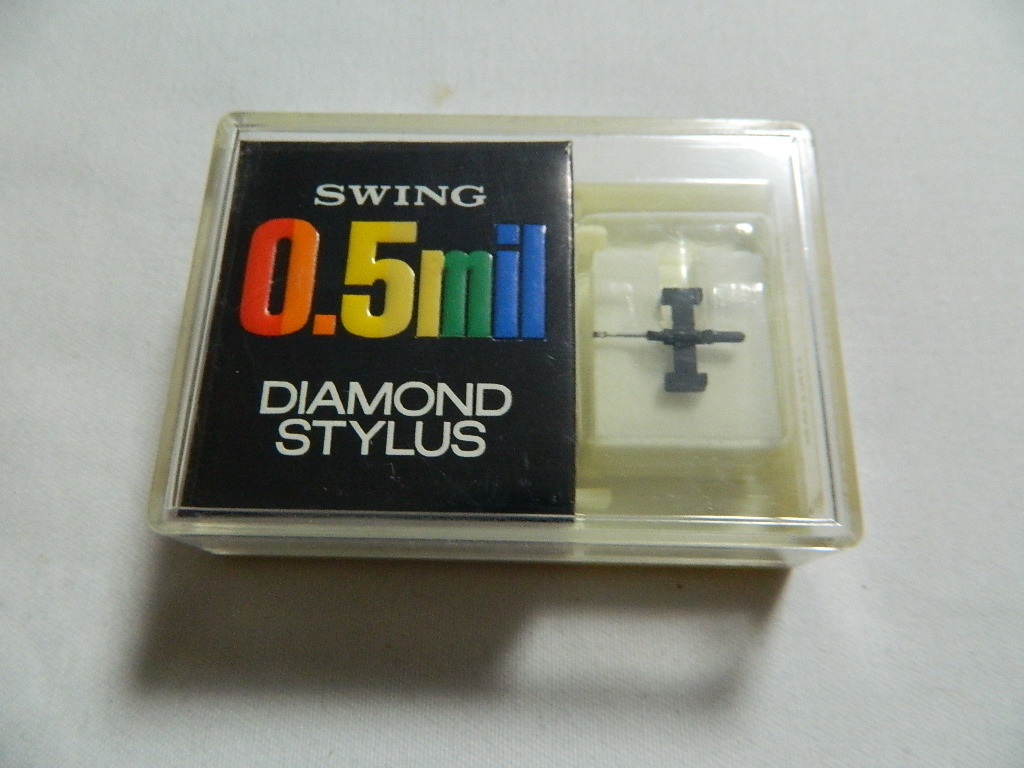 SWING
0.5mil
DIAMOND
STYLUS